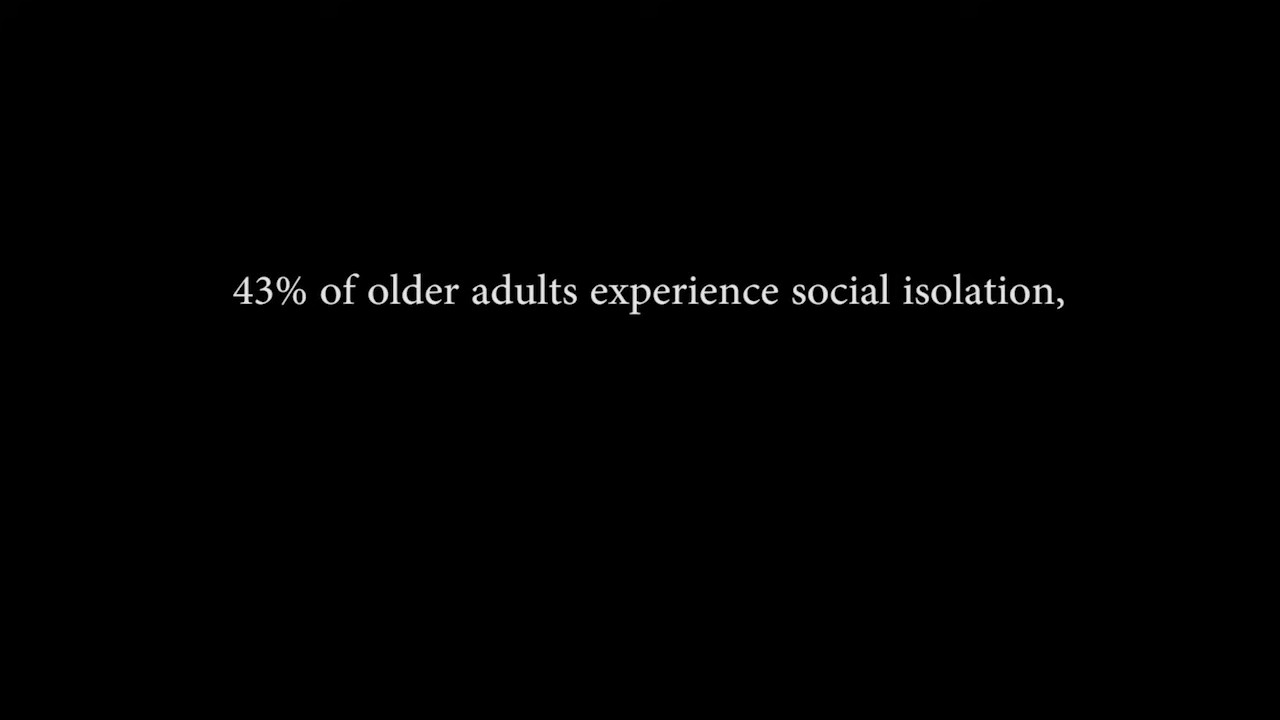 43% of older adults experience social isolation,